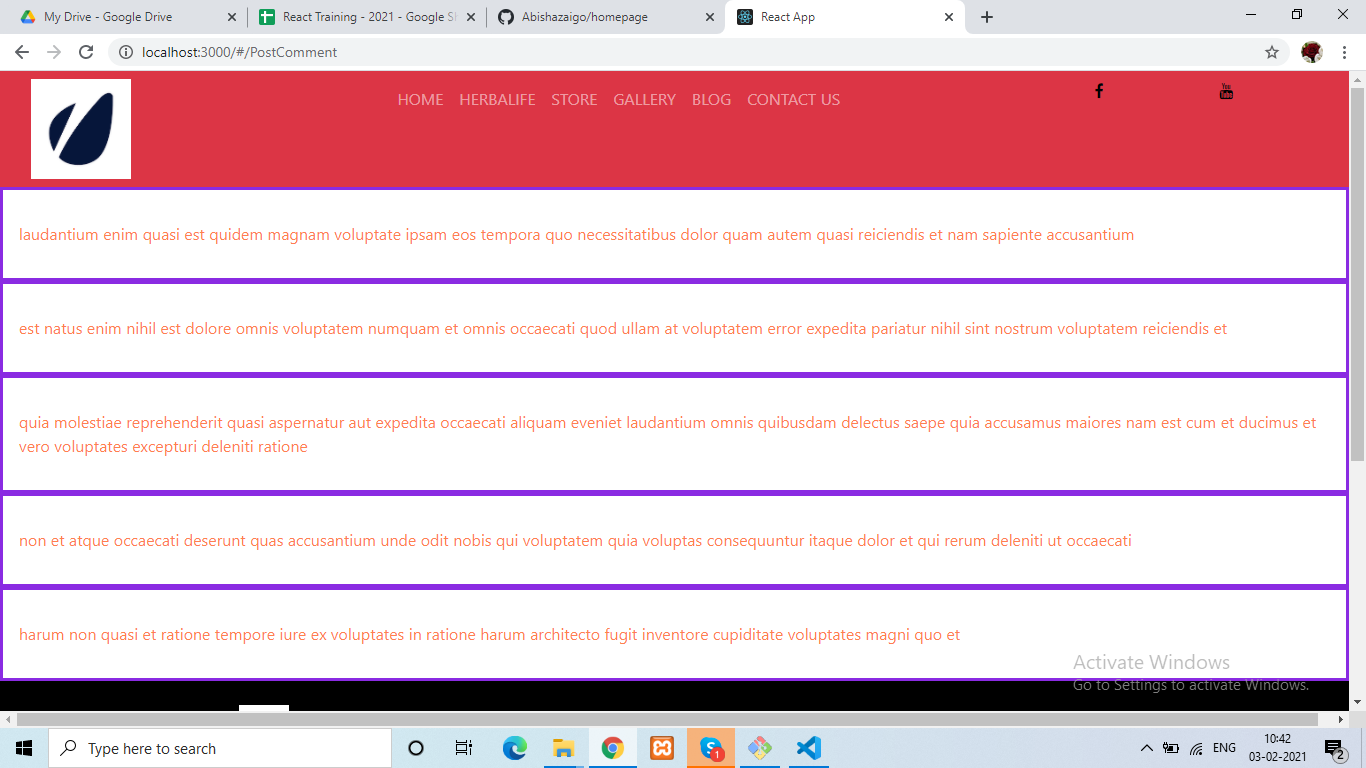 My Drive - Google Drive
React Training - 2021 - Google Sh
Abishazaigo/homepage
React App
localhost:3000/#/PostComment
HOME HERBALIFE STORE GALLERY BLOG CONTACT US
You Tube
laudantium enim quasi est quidem magnam voluptate ipsam eos tempora quo necessitatibus dolor quam autem quasi reiciendis et nam sapiente accusantium
est natus enim nihil est dolore omnis voluptatem numquam et omnis occaecati quod ullam at voluptatem error expedita pariatur nihil sint nostrum voluptatem reiciendis et
quia molestiae reprehenderit quasi aspernatur aut expedita occaecati aliquam eveniet laudantium omnis quibusdam delectus saepe quia accusamus maiores nam est cum et ducimus et
vero voluptates excepturi deleniti ratione
non et atque occaecati deserunt quas accusantium unde odit nobis qui voluptatem quia voluptas consequuntur itaque dolor et qui rerum deleniti ut occaecati
harum non quasi et ratione tempore iure ex voluptates in ratione harum architecto fugit inventore cupiditate voluptates magni quo et
Activate Windows
Go to Settings to activate Windows.
Type here to search
1
ENG
10:42
03-02-2021
2